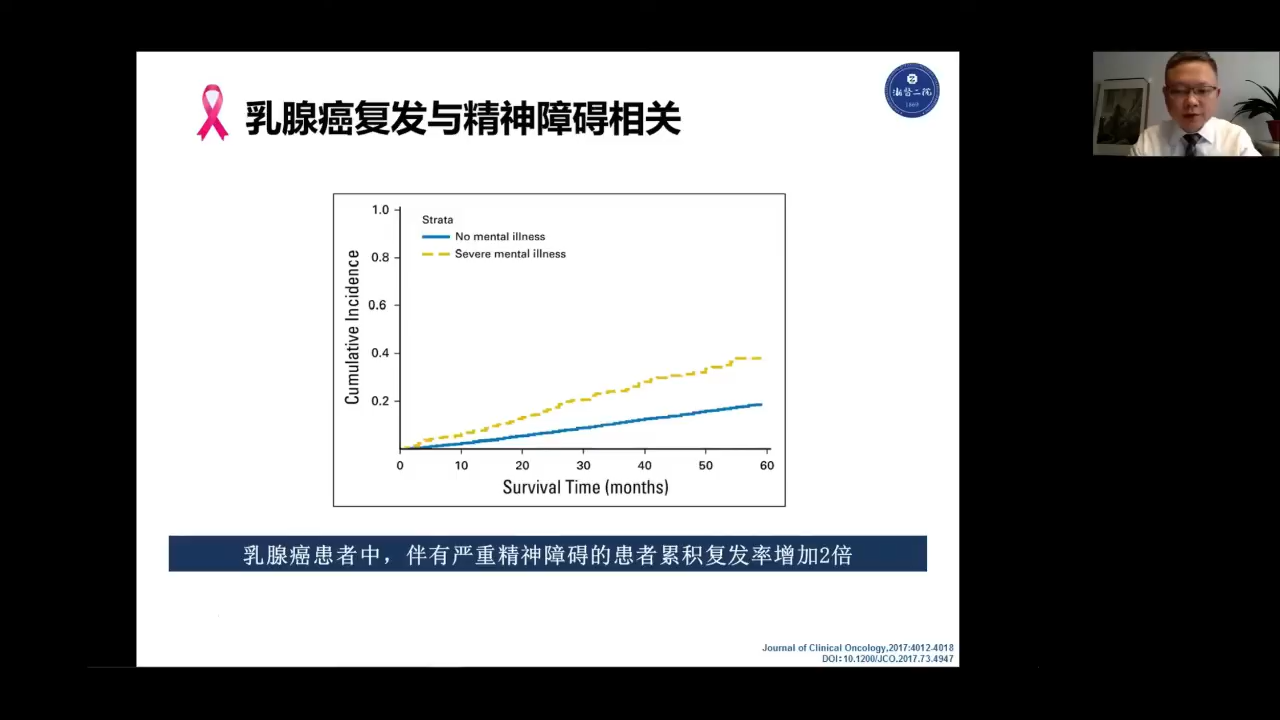 乳腺癌复发与精神障碍相关
湘雅二院
1.0
Strata
No mental illness
Severe mental illness
0.8
0.6
0.4
0.2
Cumulative Incidence
0 10 20 30 40 50 60
Survival Time (months)
乳腺癌患者中，伴有严重精神障碍的患者累积复发率增加2倍
Journal of Clinical Oncology,2017:4012-4018
DOI:10.1200/JCO.2017.73.4947